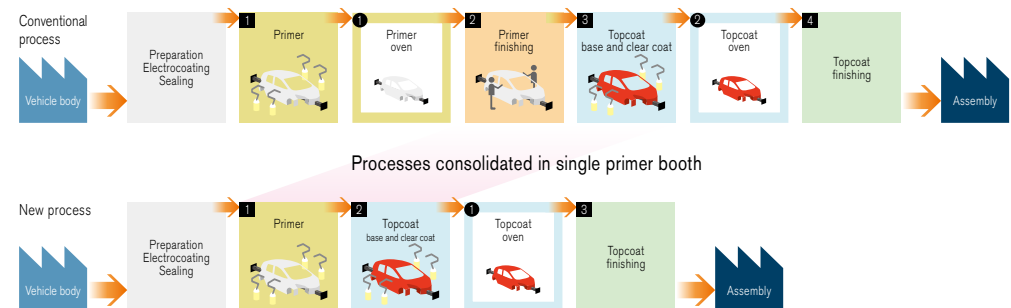 Conventional
process
Vehicle body
Preparation
Electrocoating
Sealing
1
Primer
1
Primer
oven
2
Primer
finishing
3
Topcoat
base and clear coat
2
Topcoat
oven
4
Topcoat
finishing
Assembly
Processes consolidated in single primer booth
New process
Vehicle body
Preparation
Electrocoating
Sealing
1
Primer
2
Topcoat
base and clear coat
1
Topcoat
oven
3
Topcoat
finishing
Assembly